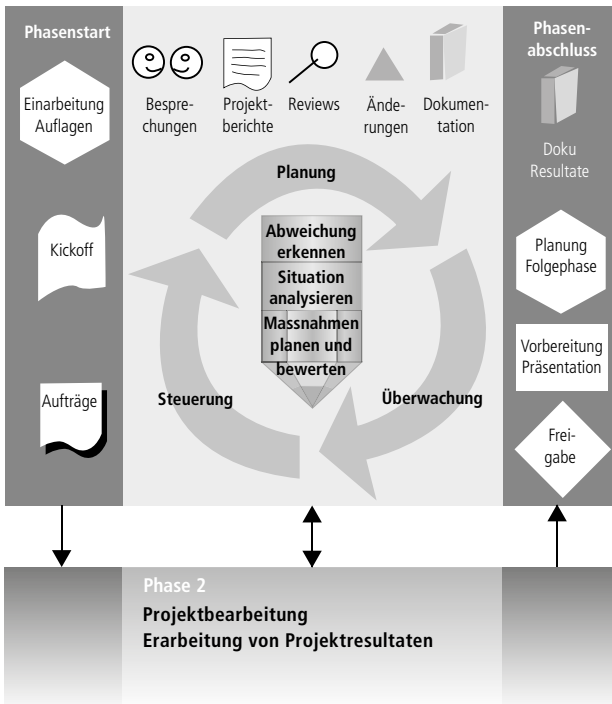 Phasenstart
Einarbeitung
Auflagen
Kickoff
Aufträge
Bespre-
chungen
Projekt-
berichte
Reviews
Ände-
rungen
Dokumen-
tation
Planung
Abweichung
erkennen
Situation
analysieren
Massnahmen
planen und
bewerten
Steuerung
Überwachung
Phasen-
abschluss
Doku
Resultate
Planung
Folgephase
Vorbereitung
Präsentation
Frei-
gabe
Phase 2
Projektbearbeitung
Erarbeitung von Projektresultaten